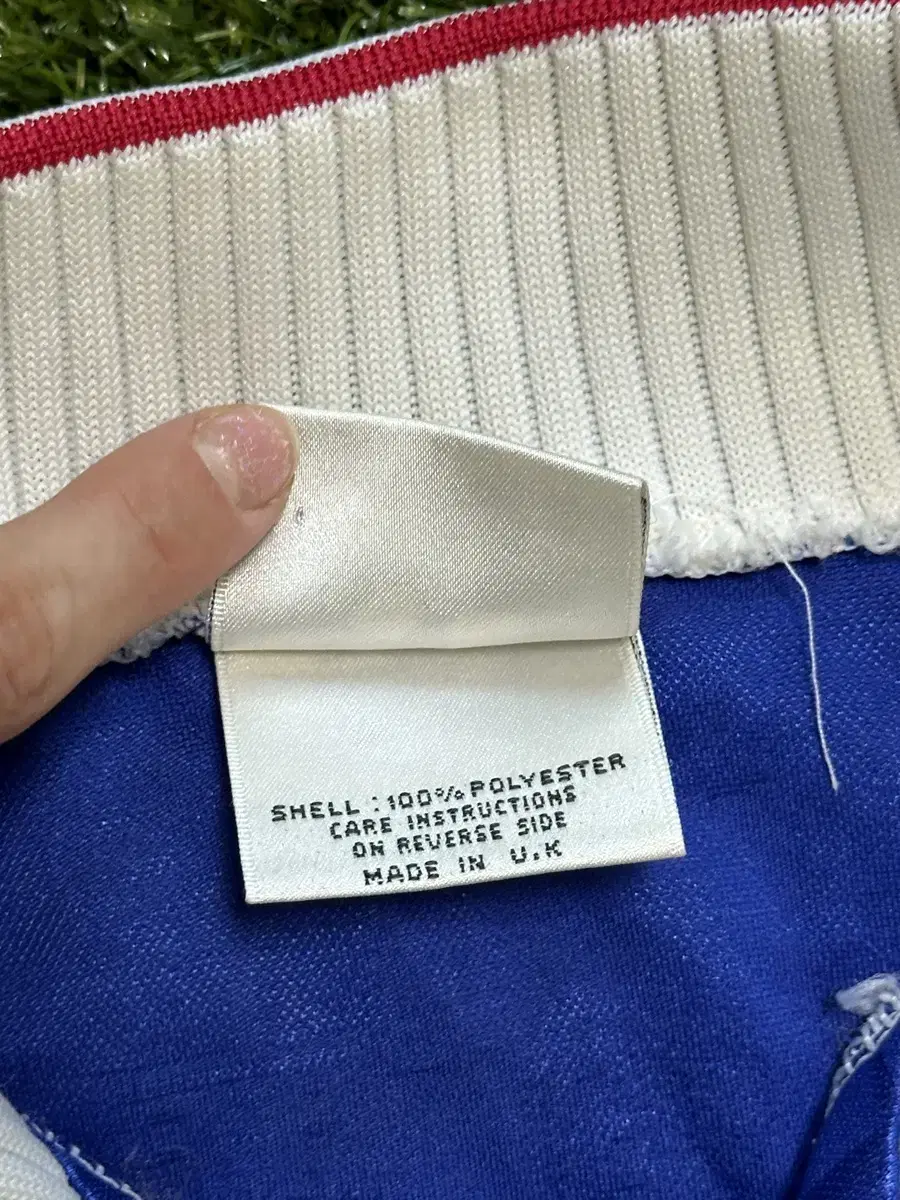 SHELL : 100% POLYESTER
CARE INSTRUCTIONS
ON REVERSE SIDE
MADE IN U.K